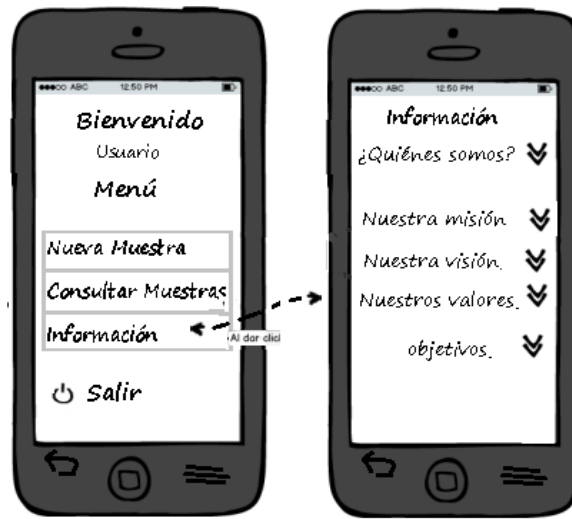 ABC 12:50 PM
Bienvenido
Usuario
Menú
Nueva Muestra
Consultar Muestras
Información
Salir
Al dar clic
ABC 12:50 PM
Información
¿Quiénes somos?
Nuestra misión
Nuestra visión.
Nuestros valores.
objetivos.